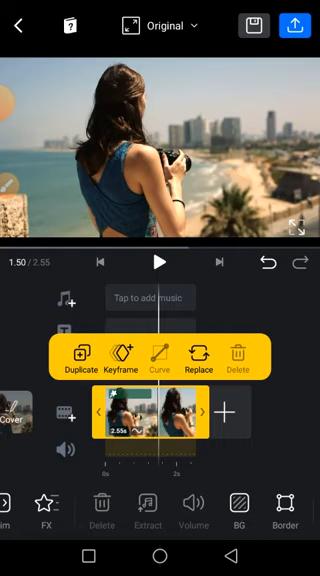 Original
1.50 / 2.55
Tap to add music
T
Duplicate Keyframe Curve Replace Delete
Cover
2.55s
0s 2s
im FX Delete Extract Volume BG Border